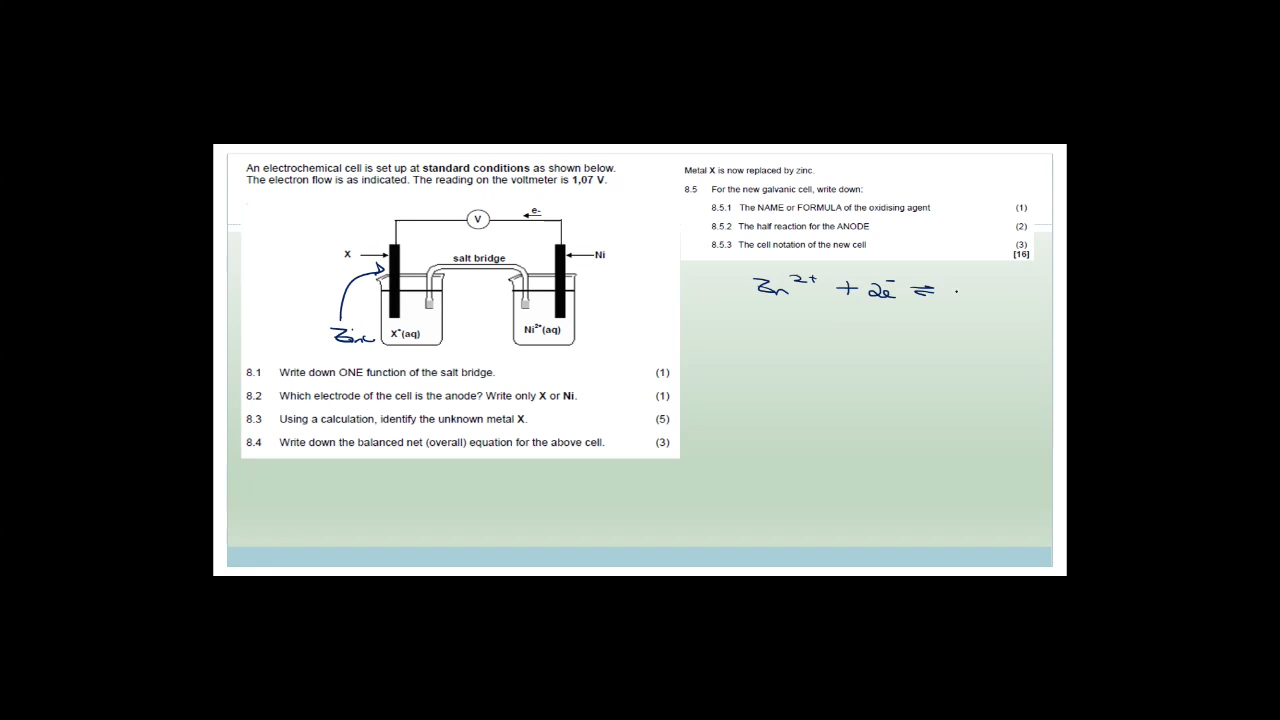 An electrochemical cell is set up at standard conditions as shown below.
The electron flow is as indicated. The reading on the voltmeter is 1,07 V.
e-
V
X
Ni
salt bridge
X⁺(aq)
Ni²⁺(aq)
Zinc
8.1 Write down ONE function of the salt bridge. (1)
8.2 Which electrode of the cell is the anode? Write only X or Ni. (1)
8.3 Using a calculation, identify the unknown metal X. (5)
8.4 Write down the balanced net (overall) equation for the above cell. (3)
Metal X is now replaced by zinc.
8.5 For the new galvanic cell, write down:
8.5.1 The NAME or FORMULA of the oxidising agent (1)
8.5.2 The half reaction for the ANODE (2)
8.5.3 The cell notation of the new cell (3)
[16]
Zn²⁺ + 2e⁻ ⇌